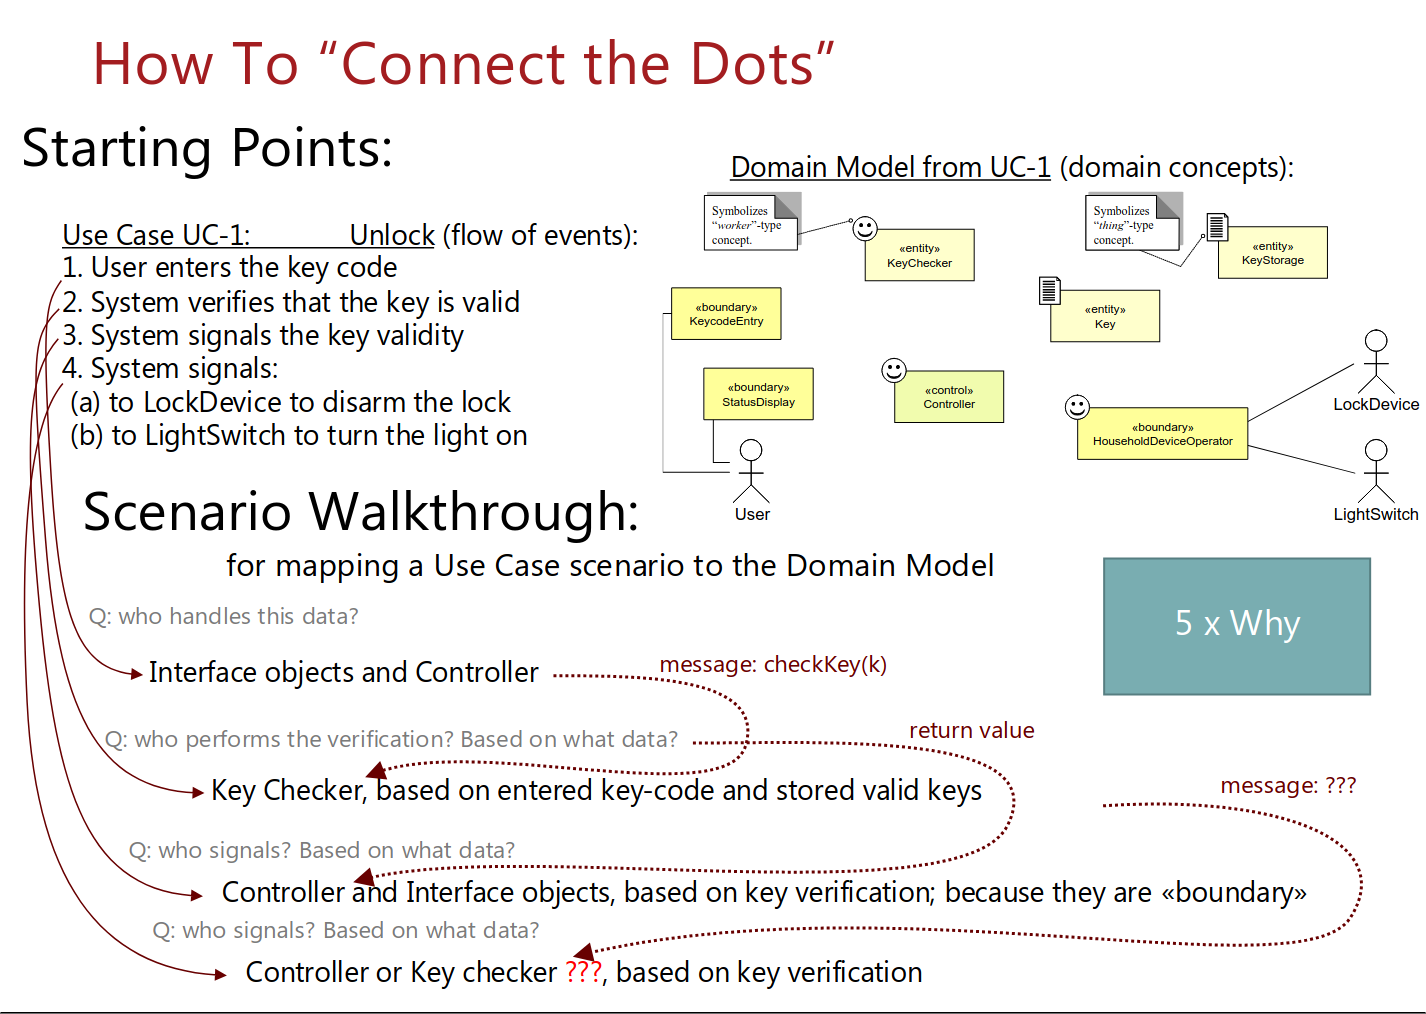 How To “Connect the Dots”
Starting Points:
Domain Model from UC-1 (domain concepts):
Use Case UC-1: Unlock (flow of events):
1. User enters the key code
2. System verifies that the key is valid
3. System signals the key validity
4. System signals:
(a) to LockDevice to disarm the lock
(b) to LightSwitch to turn the light on
Symbolizes
“worker”-type
concept.
«entity»
KeyChecker
Symbolizes
“thing”-type
concept.
«entity»
KeyStorage
«boundary»
KeycodeEntry
«entity»
Key
«boundary»
StatusDisplay
«control»
Controller
«boundary»
HouseholdDeviceOperator
LockDevice
User
LightSwitch
Scenario Walkthrough:
for mapping a Use Case scenario to the Domain Model
5 x Why
Q: who handles this data?
Interface objects and Controller
message: checkKey(k)
Q: who performs the verification? Based on what data?
return value
Key Checker, based on entered key-code and stored valid keys
message: ???
Q: who signals? Based on what data?
Controller and Interface objects, based on key verification; because they are «boundary»
Q: who signals? Based on what data?
Controller or Key checker ???, based on key verification